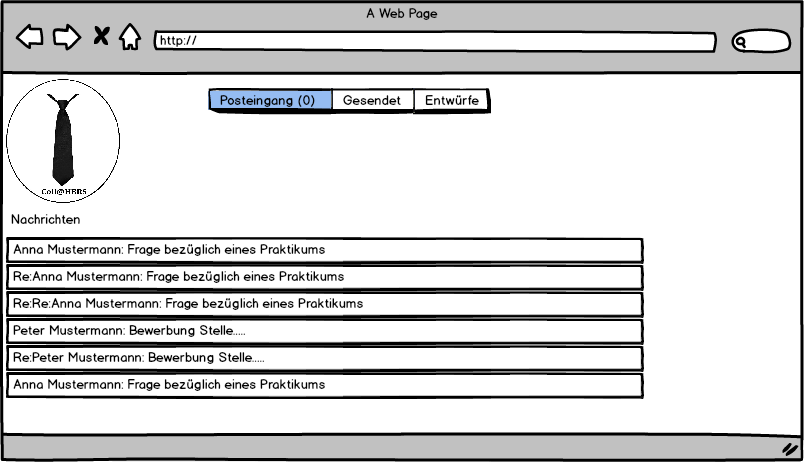 A Web Page
http://
Posteingang (0) Gesendet Entwürfe
Coll@HBRS
Nachrichten
Anna Mustermann: Frage bezüglich eines Praktikums
Re:Anna Mustermann: Frage bezüglich eines Praktikums
Re:Re:Anna Mustermann: Frage bezüglich eines Praktikums
Peter Mustermann: Bewerbung Stelle.....
Re:Peter Mustermann: Bewerbung Stelle.....
Anna Mustermann: Frage bezüglich eines Praktikums